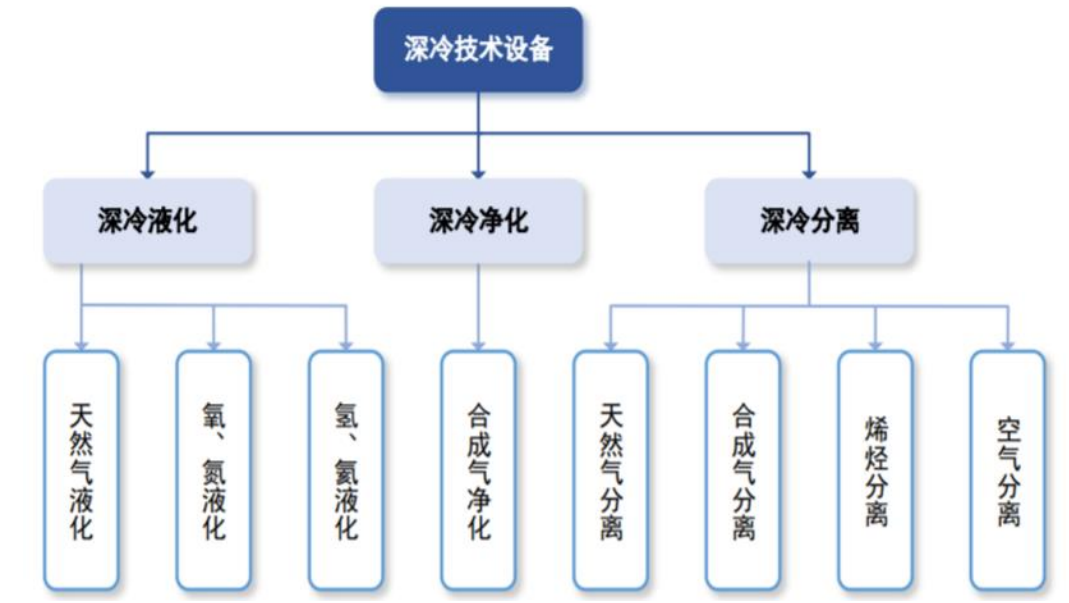 深冷技术设备
深冷液化
深冷净化
深冷分离
天然气液化
氧、氮液化
氢、氦液化
合成气净化
天然气分离
合成气分离
烯烃分离
空气分离